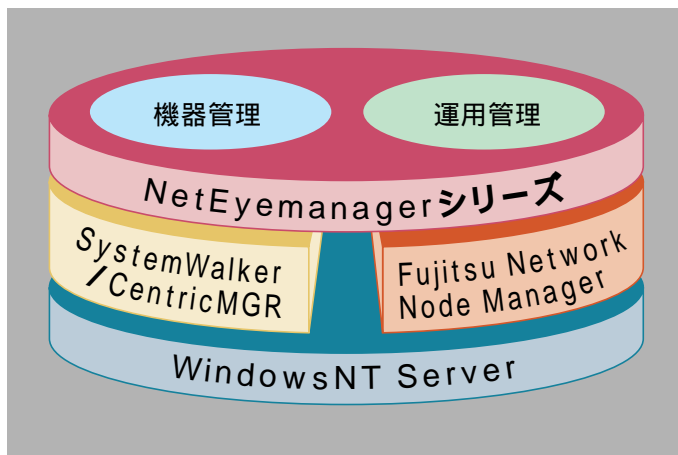 機器管理
運用管理
NetEyemanagerシリーズ
SystemWalker
/CentricMGR
Fujitsu Network
Node Manager
WindowsNT Server